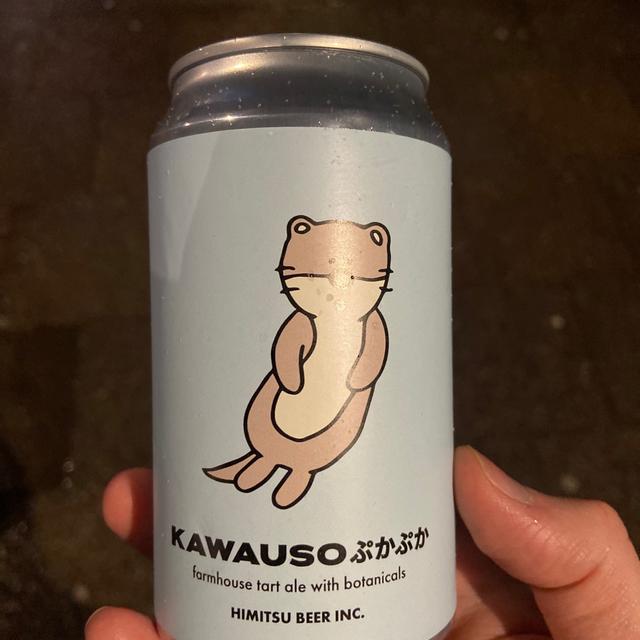 KAWAUSOぷかぷか
farmhouse tart ale with botanicals
HIMITSU BEER INC.